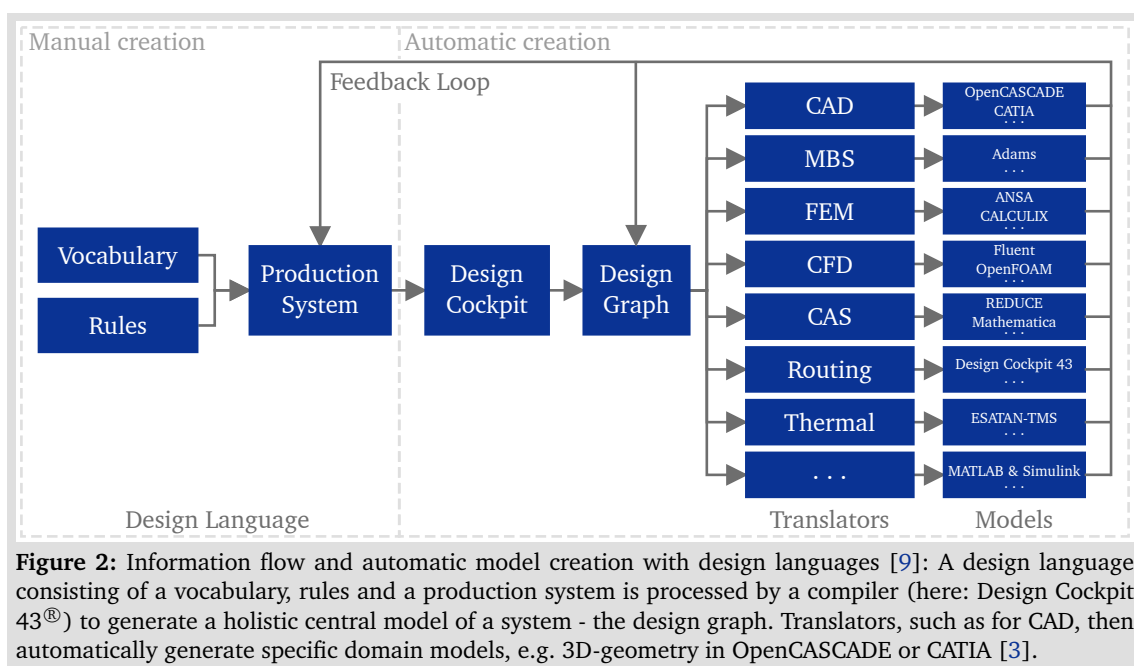 Manual creation
Automatic creation
Feedback Loop
Vocabulary
Rules
Production
System
Design
Cockpit
Design
Graph
CAD
MBS
FEM
CFD
CAS
Routing
Thermal
. . .
OpenCASCADE
CATIA
. . .
Adams
. . .
ANSA
CALCULIX
Fluent
OpenFOAM
. . .
REDUCE
Mathematica
Design Cockpit 43
. . .
ESATAN-TMS
. . .
MATLAB & Simulink
. . .
Design Language
Translators
Models
Figure 2: Information flow and automatic model creation with design languages [9]: A design language
consisting of a vocabulary, rules and a production system is processed by a compiler (here: Design Cockpit
43®) to generate a holistic central model of a system - the design graph. Translators, such as for CAD, then
automatically generate specific domain models, e.g. 3D-geometry in OpenCASCADE or CATIA [3].